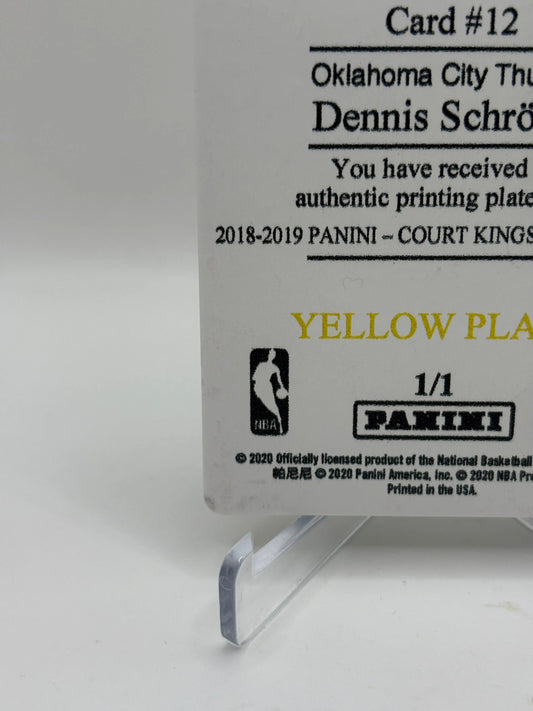 Card #12
Oklahoma City Thu
Dennis Schrö
You have received
authentic printing plate
2018-2019 PANINI – COURT KINGS
YELLOW PLA
1/1
NBA
PANINI
© 2020 Officially licensed product of the National Basketball
帕尼尼 © 2020 Panini America, Inc. © 2020 NBA Pro
Printed in the USA.